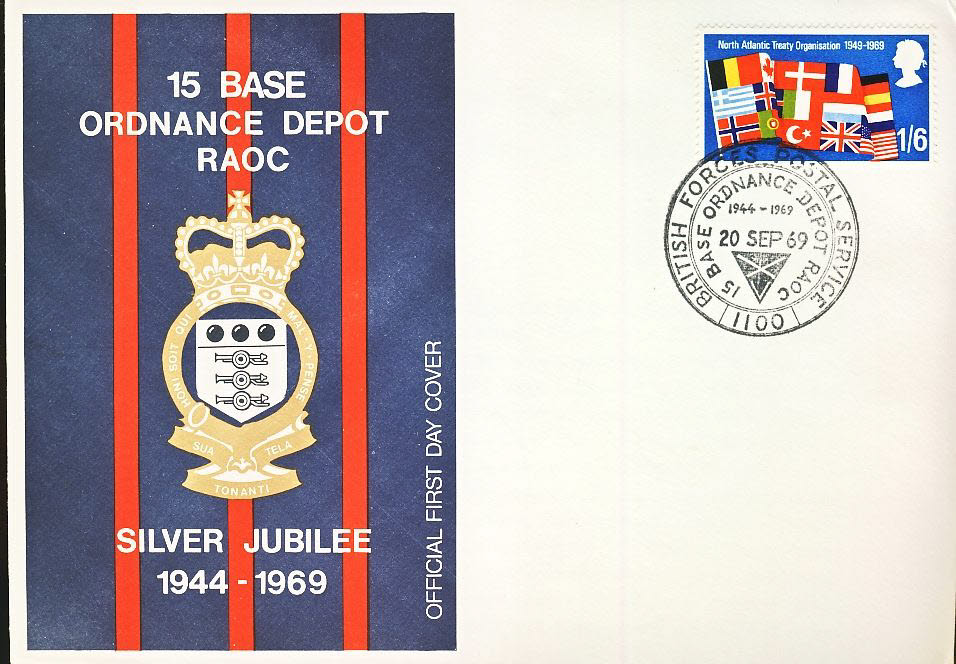 15 BASE
ORDNANCE DEPOT
RAOC
HONI SOIT QUI MAL·Y·PENSE
SUA TELA
TONANTI
SILVER JUBILEE
1944 - 1969
OFFICIAL FIRST DAY COVER
North Atlantic Treaty Organisation 1949-1969
1/6
BRITISH FORCES POSTAL SERVICE
15 BASE ORDNANCE DEPOT RAOC
1944 - 1969
20 SEP 69
1100